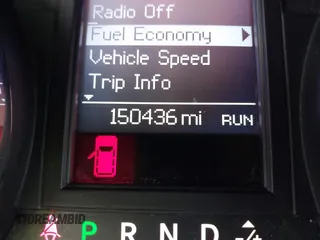 Radio Off
Fuel Economy
Vehicle Speed
Trip Info
150436 mi RUN
P R N D